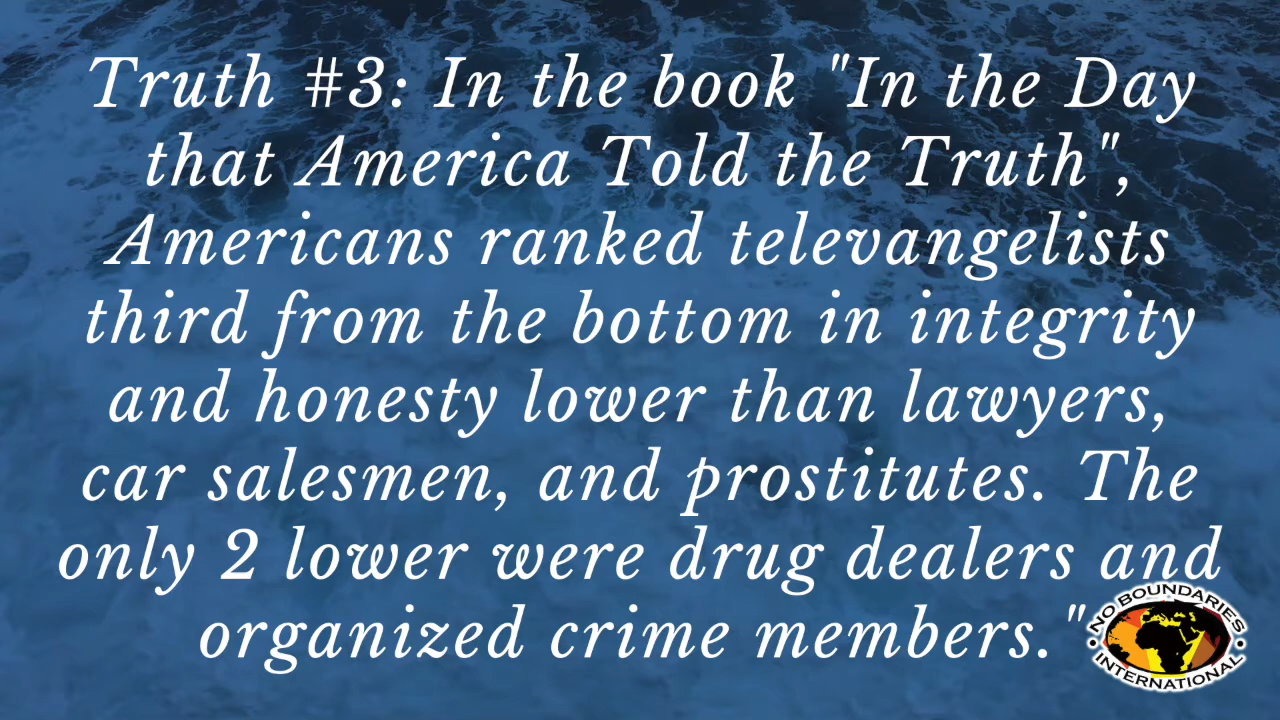 Truth #3: In the book "In the Day
that America Told the Truth",
Americans ranked televangelists
third from the bottom in integrity
and honesty lower than lawyers,
car salesmen, and prostitutes. The
only 2 lower were drug dealers and
organized crime members."
NO BOUNDARIES
INTERNATIONAL